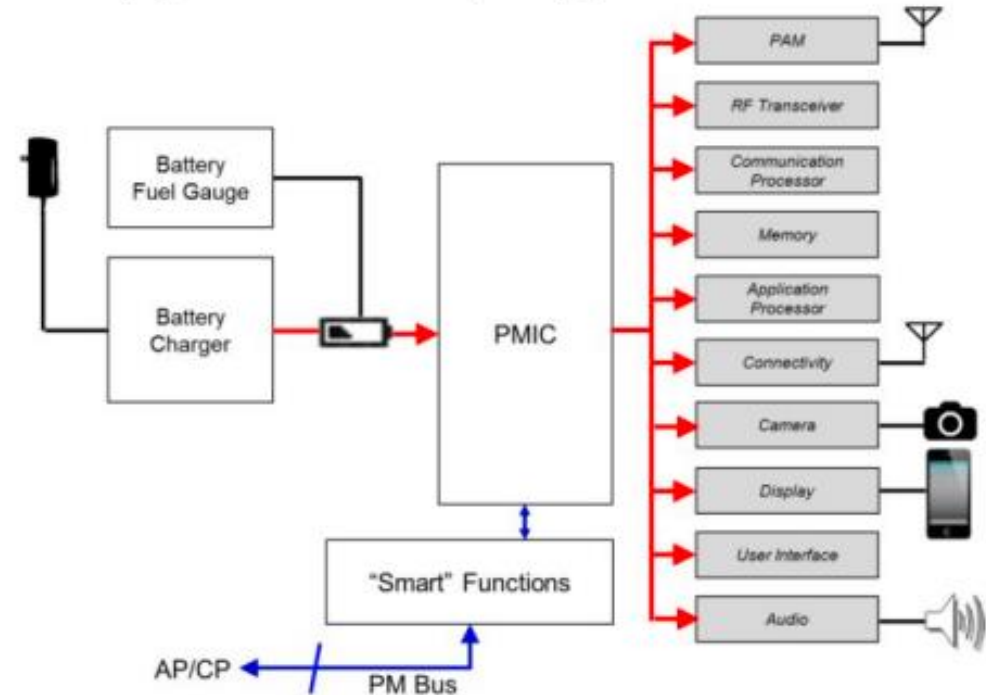 PAM
RF Transceiver
Battery
Fuel Gauge
Communication
Processor
Memory
Application
Processor
Battery
Charger
PMIC
Connectivity
Camera
Display
User Interface
"Smart" Functions
Audio
AP/CP
PM Bus